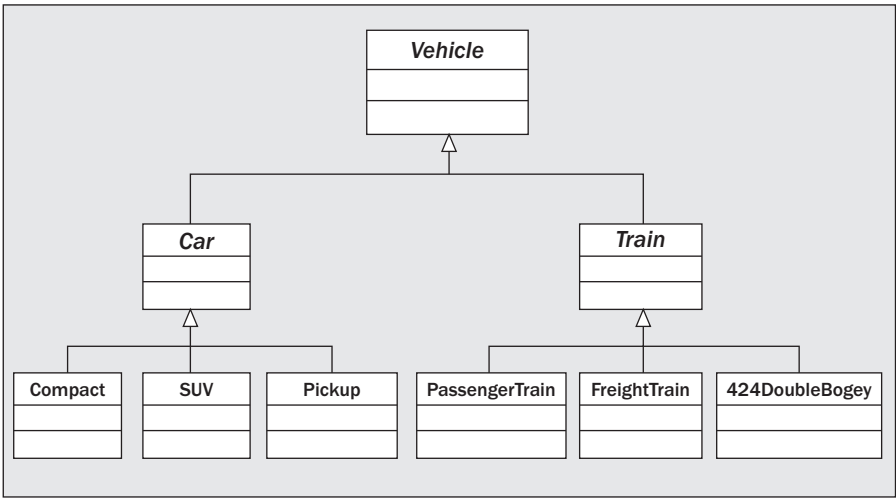 Vehicle
Car
Train
Compact
SUV
Pickup
PassengerTrain
FreightTrain
424DoubleBogey